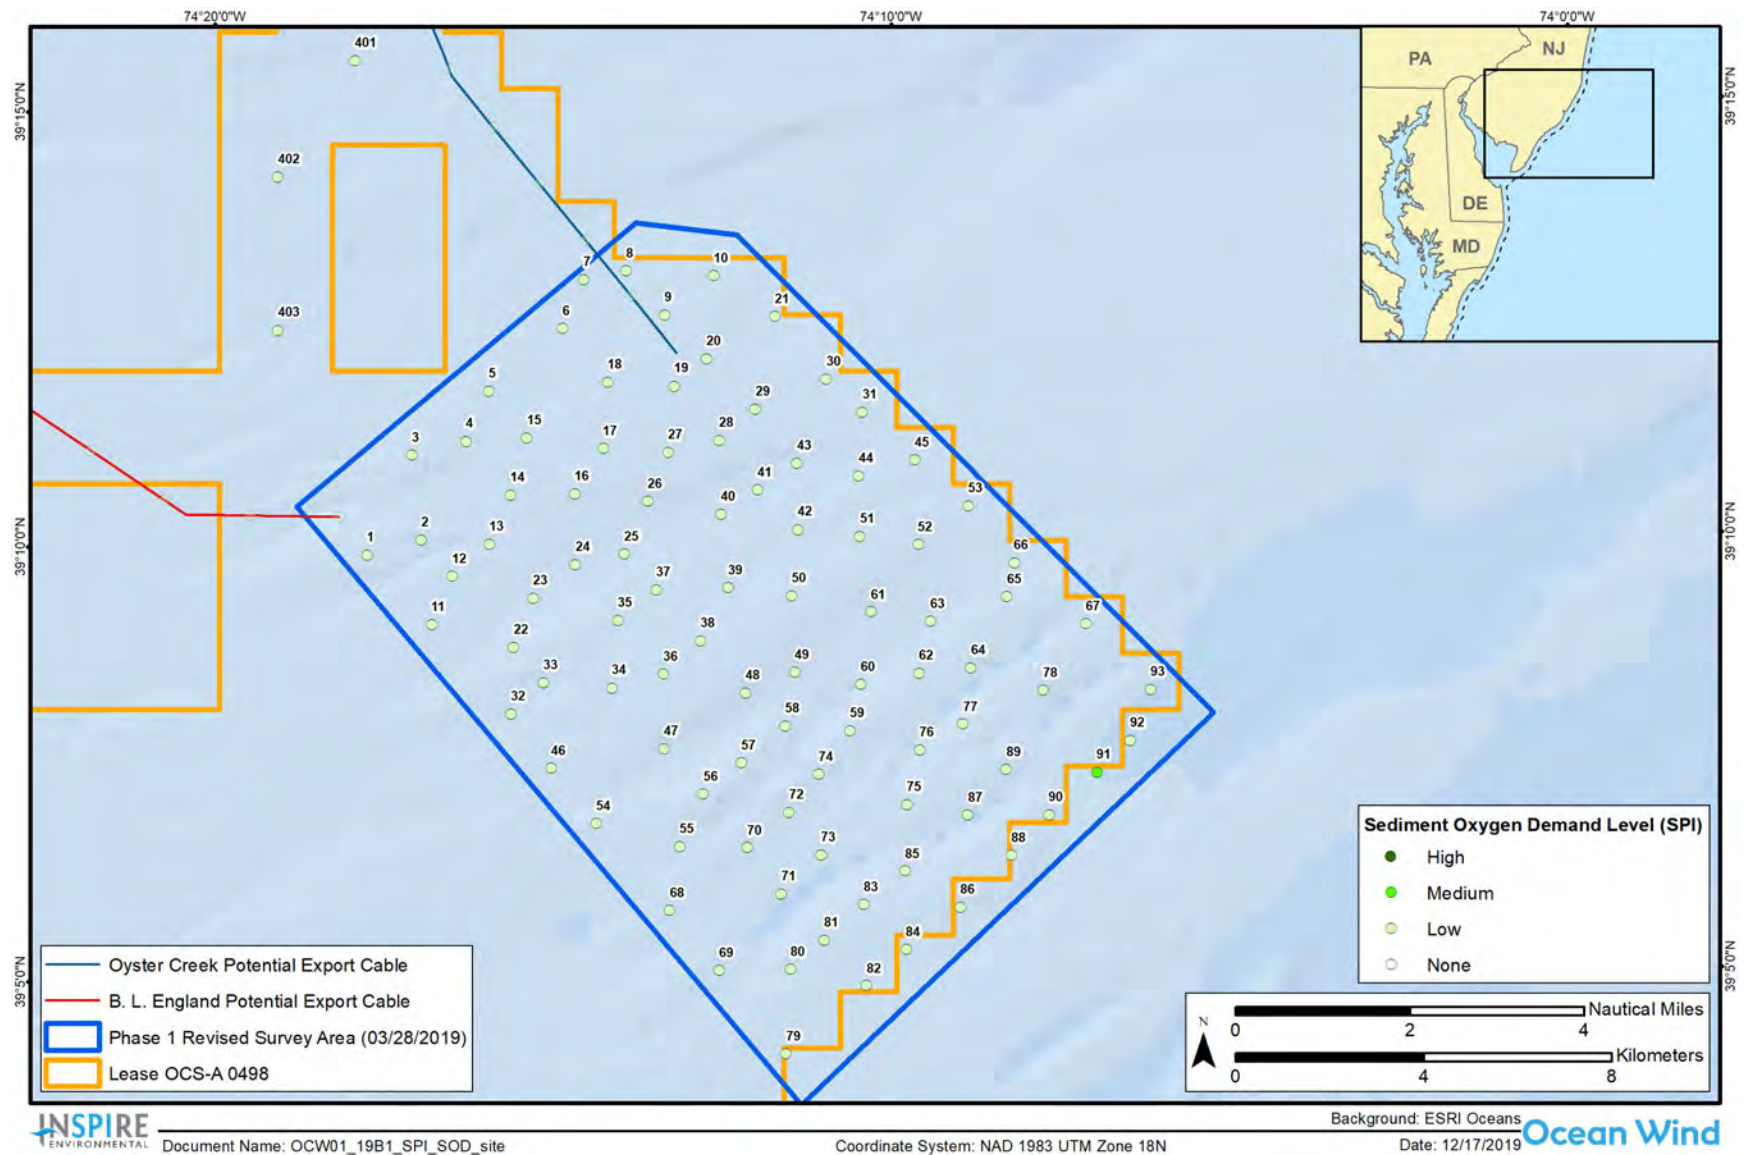 74°20'0"W
74°10'0"W
74°0'0"W
39°15'0"N
39°10'0"N
39°5'0"N
39°15'0"N
39°10'0"N
39°5'0"N
PA
NJ
DE
MD
401
402
403
7
8
10
6
9
21
20
5
18
19
30
29
31
3
4
15
17
27
28
43
44
45
14
16
26
41
40
53
1
2
13
12
24
25
42
51
52
66
11
23
37
39
50
65
35
61
63
67
22
38
33
34
36
49
60
62
64
78
93
32
48
58
59
77
92
46
47
57
74
76
89
91
54
56
72
75
87
90
55
70
73
85
88
68
71
83
86
81
84
69
80
82
79
Sediment Oxygen Demand Level (SPI)
High
Medium
Low
None
Oyster Creek Potential Export Cable
B. L. England Potential Export Cable
Phase 1 Revised Survey Area (03/28/2019)
Lease OCS-A 0498
N
Nautical Miles
0 2 4
Kilometers
0 4 8
INSPIRE
ENVIRONMENTAL
Document Name: OCW01_19B1_SPI_SOD_site
Coordinate System: NAD 1983 UTM Zone 18N
Background: ESRI Oceans
Date: 12/17/2019
Ocean Wind